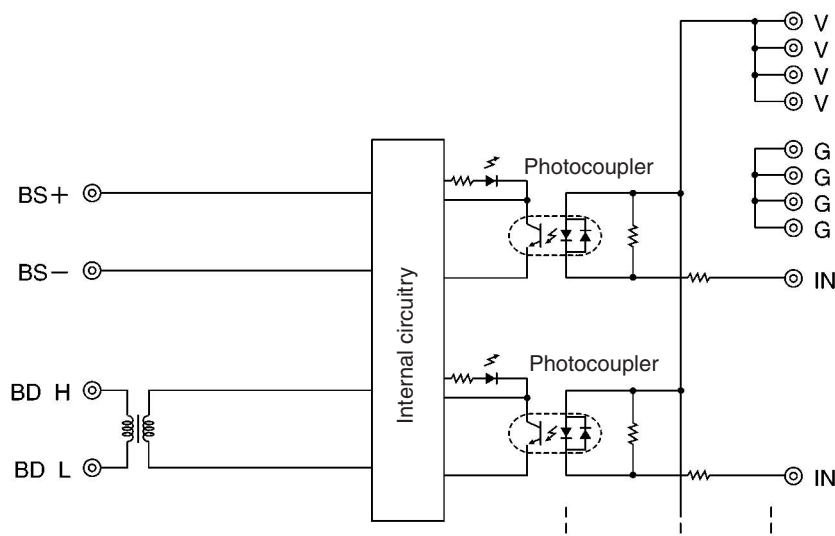 V
V
V
V
G
G
G
G
Photocoupler
BS+
BS−
IN
Internal circuitry
Photocoupler
BD H
BD L
IN